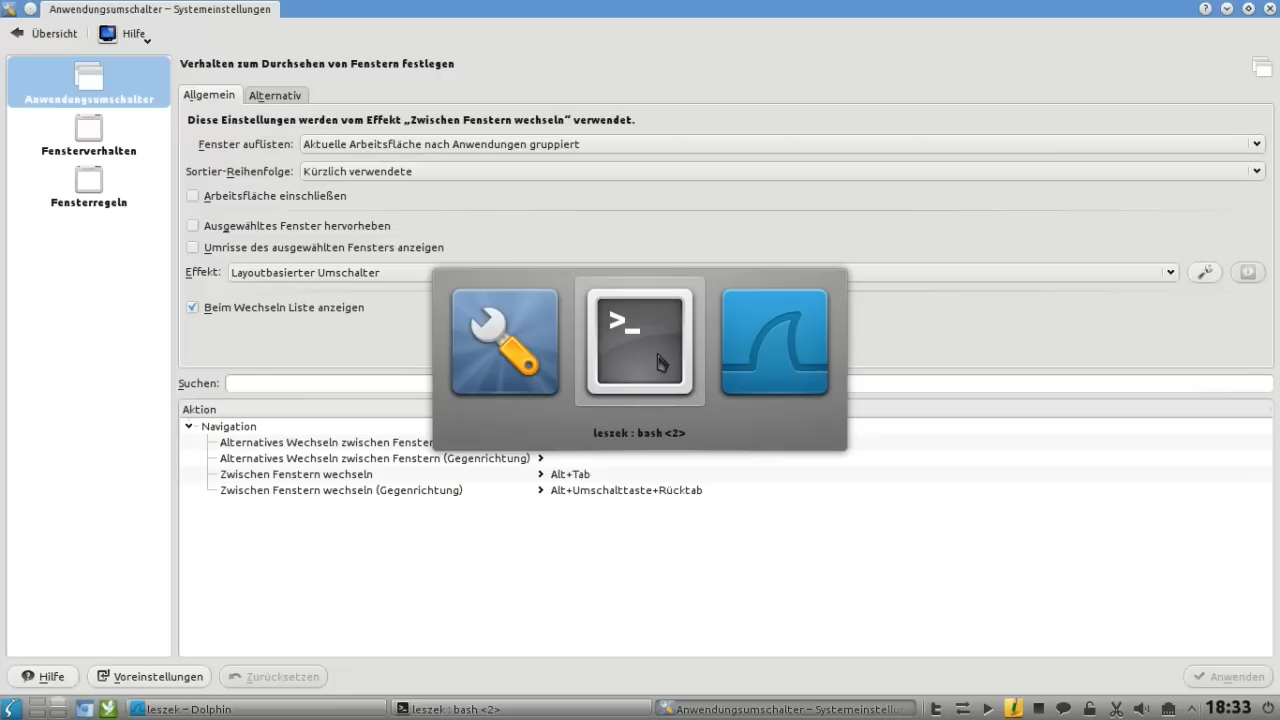 Anwendungsumschalter – Systemeinstellungen
Übersicht
Hilfe
Anwendungsumschalter
Fensterverhalten
Fensterregeln
Verhalten zum Durchsehen von Fenstern festlegen
Allgemein
Alternativ
Diese Einstellungen werden vom Effekt „Zwischen Fenstern wechseln“ verwendet.
Fenster auflisten: Aktuelle Arbeitsfläche nach Anwendungen gruppiert
Sortier-Reihenfolge: Kürzlich verwendete
Arbeitsfläche einschließen
Ausgewähltes Fenster hervorheben
Umrisse des ausgewählten Fensters anzeigen
Effekt: Layoutbasierter Umschalter
Beim Wechseln Liste anzeigen
>_
leszek : bash <2>
Suchen:
Aktion
Navigation
Alternatives Wechseln zwischen Fenster
Alternatives Wechseln zwischen Fenstern (Gegenrichtung)
Zwischen Fenstern wechseln Alt+Tab
Zwischen Fenstern wechseln (Gegenrichtung) Alt+Umschalttaste+Rücktab
Hilfe
Voreinstellungen
Zurücksetzen
Anwenden
leszek – Dolphin
leszek : bash <2>
Anwendungsumschalter – Systemeinstellung
18:33